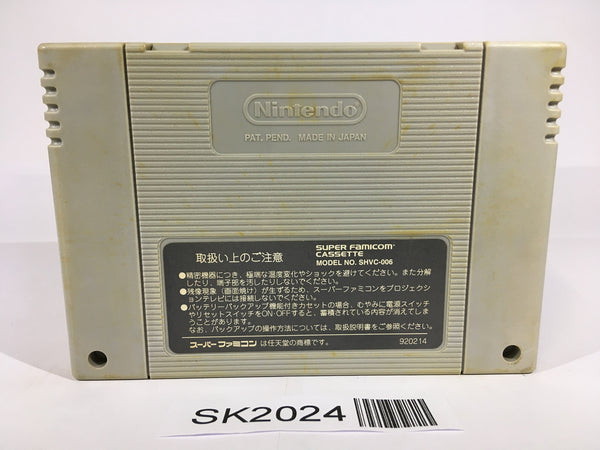 Nintendo
PAT. PEND. MADE IN JAPAN
取扱い上のご注意
SUPER FAMICOM™
CASSETTE
MODEL NO. SHVC-006
●精密機器につき、極端な温度変化やショックを避けてください。また分解
したり、端子部を汚したりしないでください。
●残像現象(画面焼け)が生ずるため、スーパーファミコンをプロジェクシ
ョンテレビには接続しないでください。
●バッテリーバックアップ機能付きカセットの場合、むやみに電源スイッチ
やリセットスイッチをON・OFFすると、蓄積されている内容が消えてしま
うことがあります。
なお、バックアップの操作方法については、取扱説明書をご参照ください。
スーパーファミコン は任天堂の商標です。
920214
SK2024